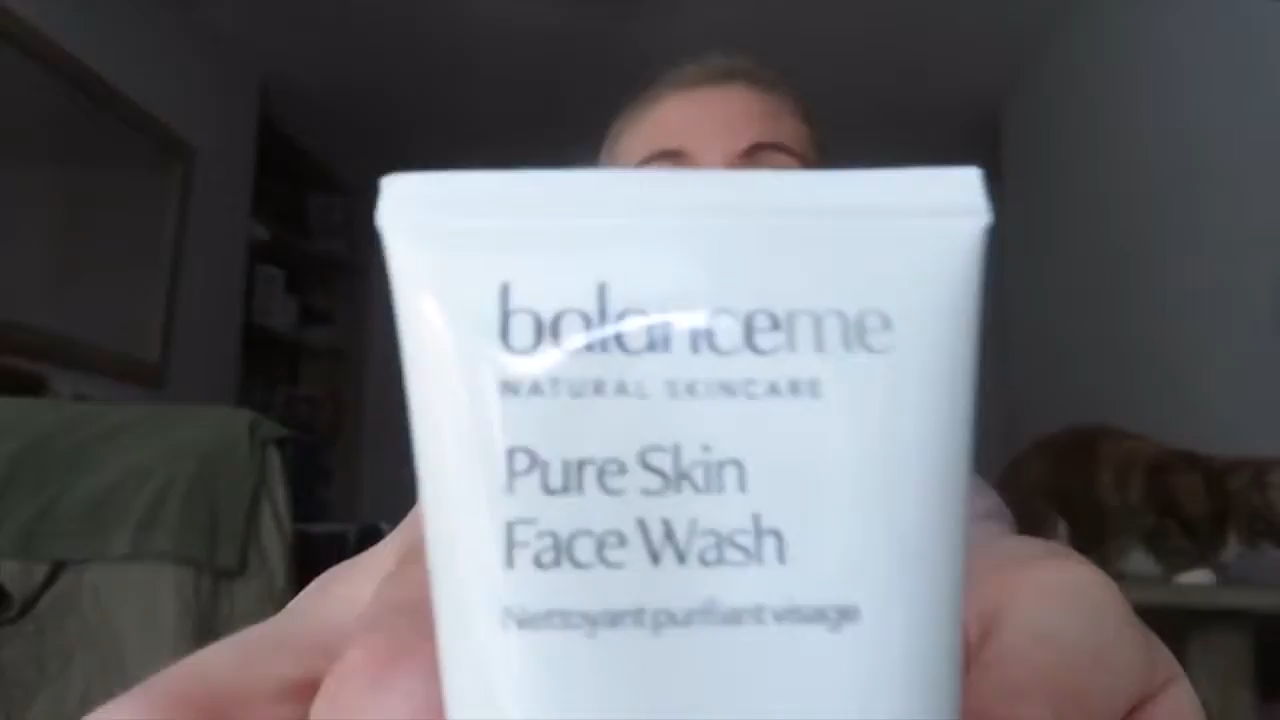 balanceme
NATURAL SKINCARE
Pure Skin
Face Wash
Nettoyant purifiant visage